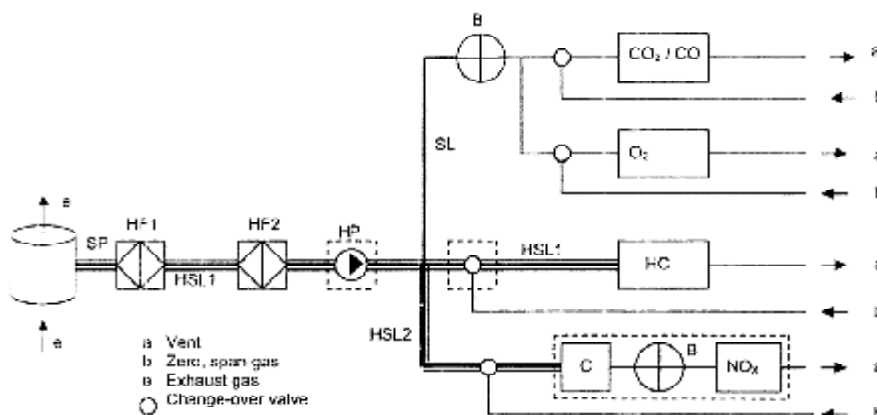 B
CO₂ / CO
a
SL
O₂
a
e
SP
HF1
HF2
HP
HSL1
HSL1
HC
a
e
HSL2
C
B
NOₓ
a
a Vent
b Zero, span gas
e Exhaust gas
Change-over valve